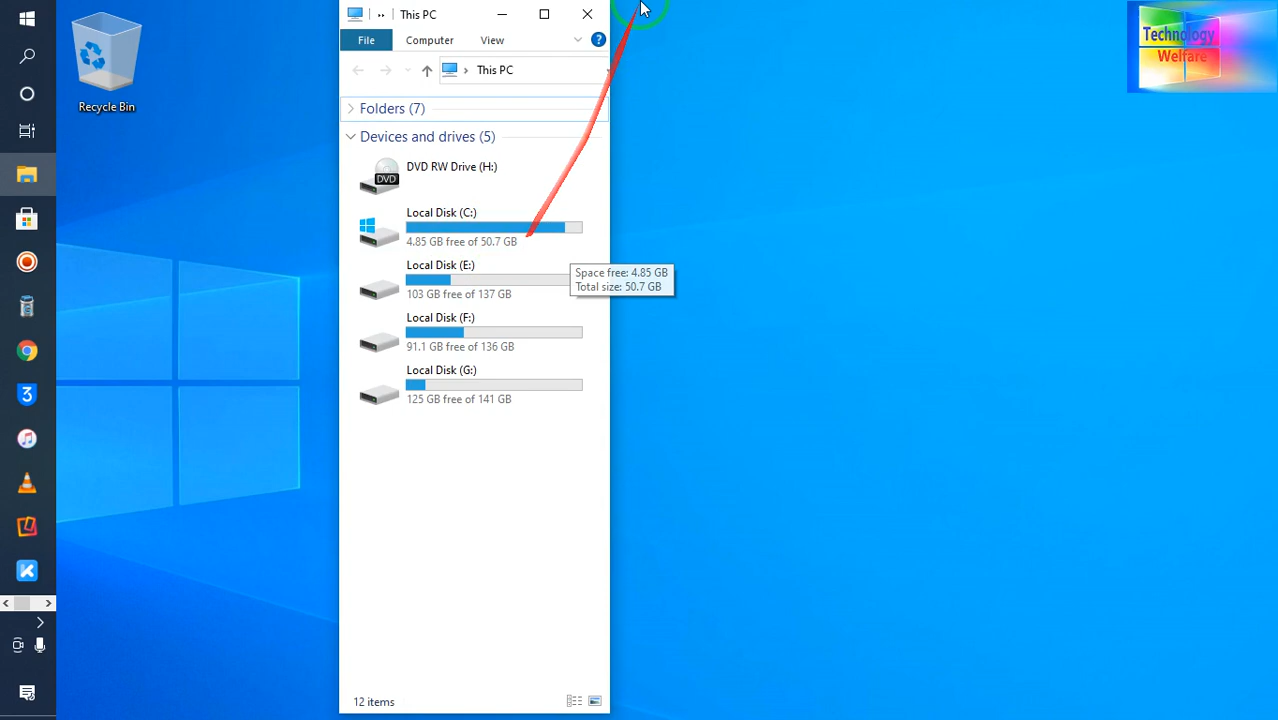 This PC
File
Computer
View
This PC
Folders (7)
Devices and drives (5)
DVD RW Drive (H:)
DVD
Local Disk (C:)
4.85 GB free of 50.7 GB
Local Disk (E:)
103 GB free of 137 GB
Space free: 4.85 GB
Total size: 50.7 GB
Local Disk (F:)
91.1 GB free of 136 GB
Local Disk (G:)
125 GB free of 141 GB
12 items
Recycle Bin
3
Technology
Welfare